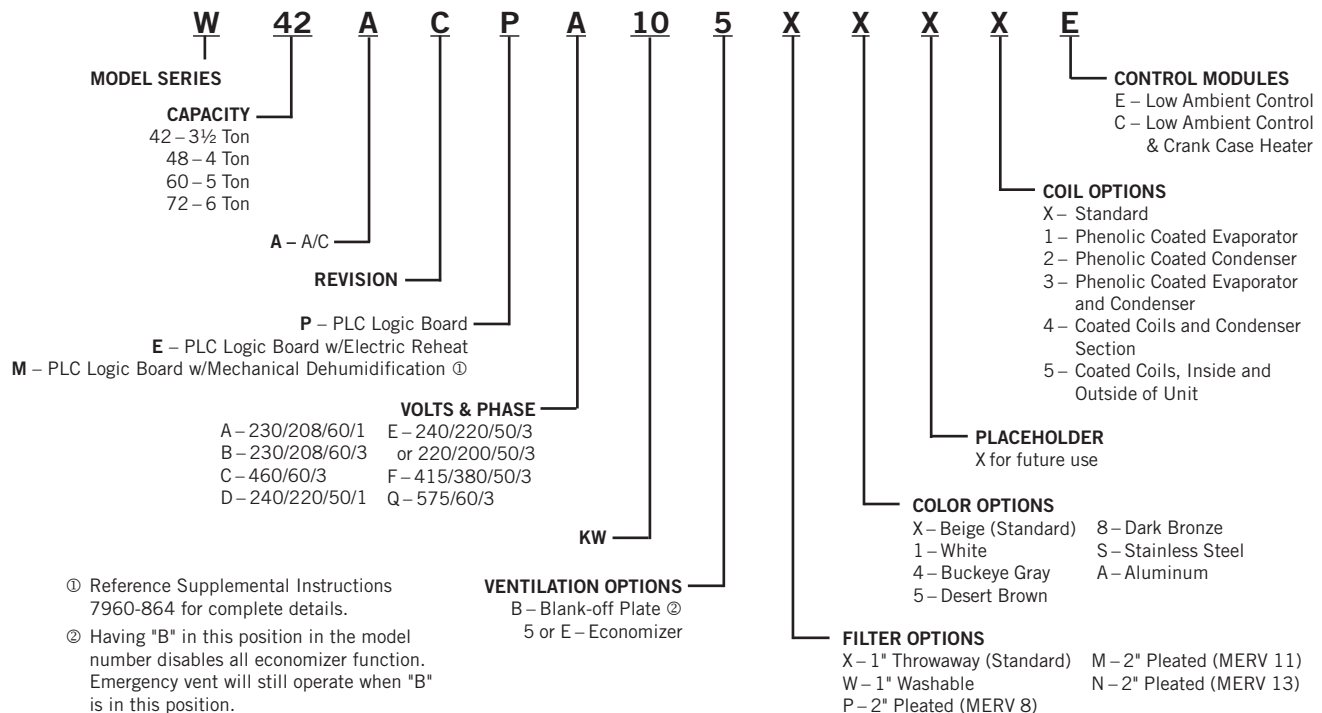 W 42 A C P A 10 5 X X X X E
MODEL SERIES
CAPACITY
42 – 3½ Ton
48 – 4 Ton
60 – 5 Ton
72 – 6 Ton
A – A/C
REVISION
P – PLC Logic Board
E – PLC Logic Board w/Electric Reheat
M – PLC Logic Board w/Mechanical Dehumidification ①
VOLTS & PHASE
A – 230/208/60/1
B – 230/208/60/3
C – 460/60/3
D – 240/220/50/1
E – 240/220/50/3
or 220/200/50/3
F – 415/380/50/3
Q – 575/60/3
KW
VENTILATION OPTIONS
B – Blank-off Plate ②
5 or E – Economizer
① Reference Supplemental Instructions
7960-864 for complete details.
② Having "B" in this position in the model
number disables all economizer function.
Emergency vent will still operate when "B"
is in this position.
CONTROL MODULES
E – Low Ambient Control
C – Low Ambient Control
& Crank Case Heater
COIL OPTIONS
X – Standard
1 – Phenolic Coated Evaporator
2 – Phenolic Coated Condenser
3 – Phenolic Coated Evaporator
and Condenser
4 – Coated Coils and Condenser
Section
5 – Coated Coils, Inside and
Outside of Unit
PLACEHOLDER
X for future use
COLOR OPTIONS
X – Beige (Standard)
1 – White
4 – Buckeye Gray
5 – Desert Brown
8 – Dark Bronze
S – Stainless Steel
A – Aluminum
FILTER OPTIONS
X – 1" Throwaway (Standard)
W – 1" Washable
P – 2" Pleated (MERV 8)
M – 2" Pleated (MERV 11)
N – 2" Pleated (MERV 13)